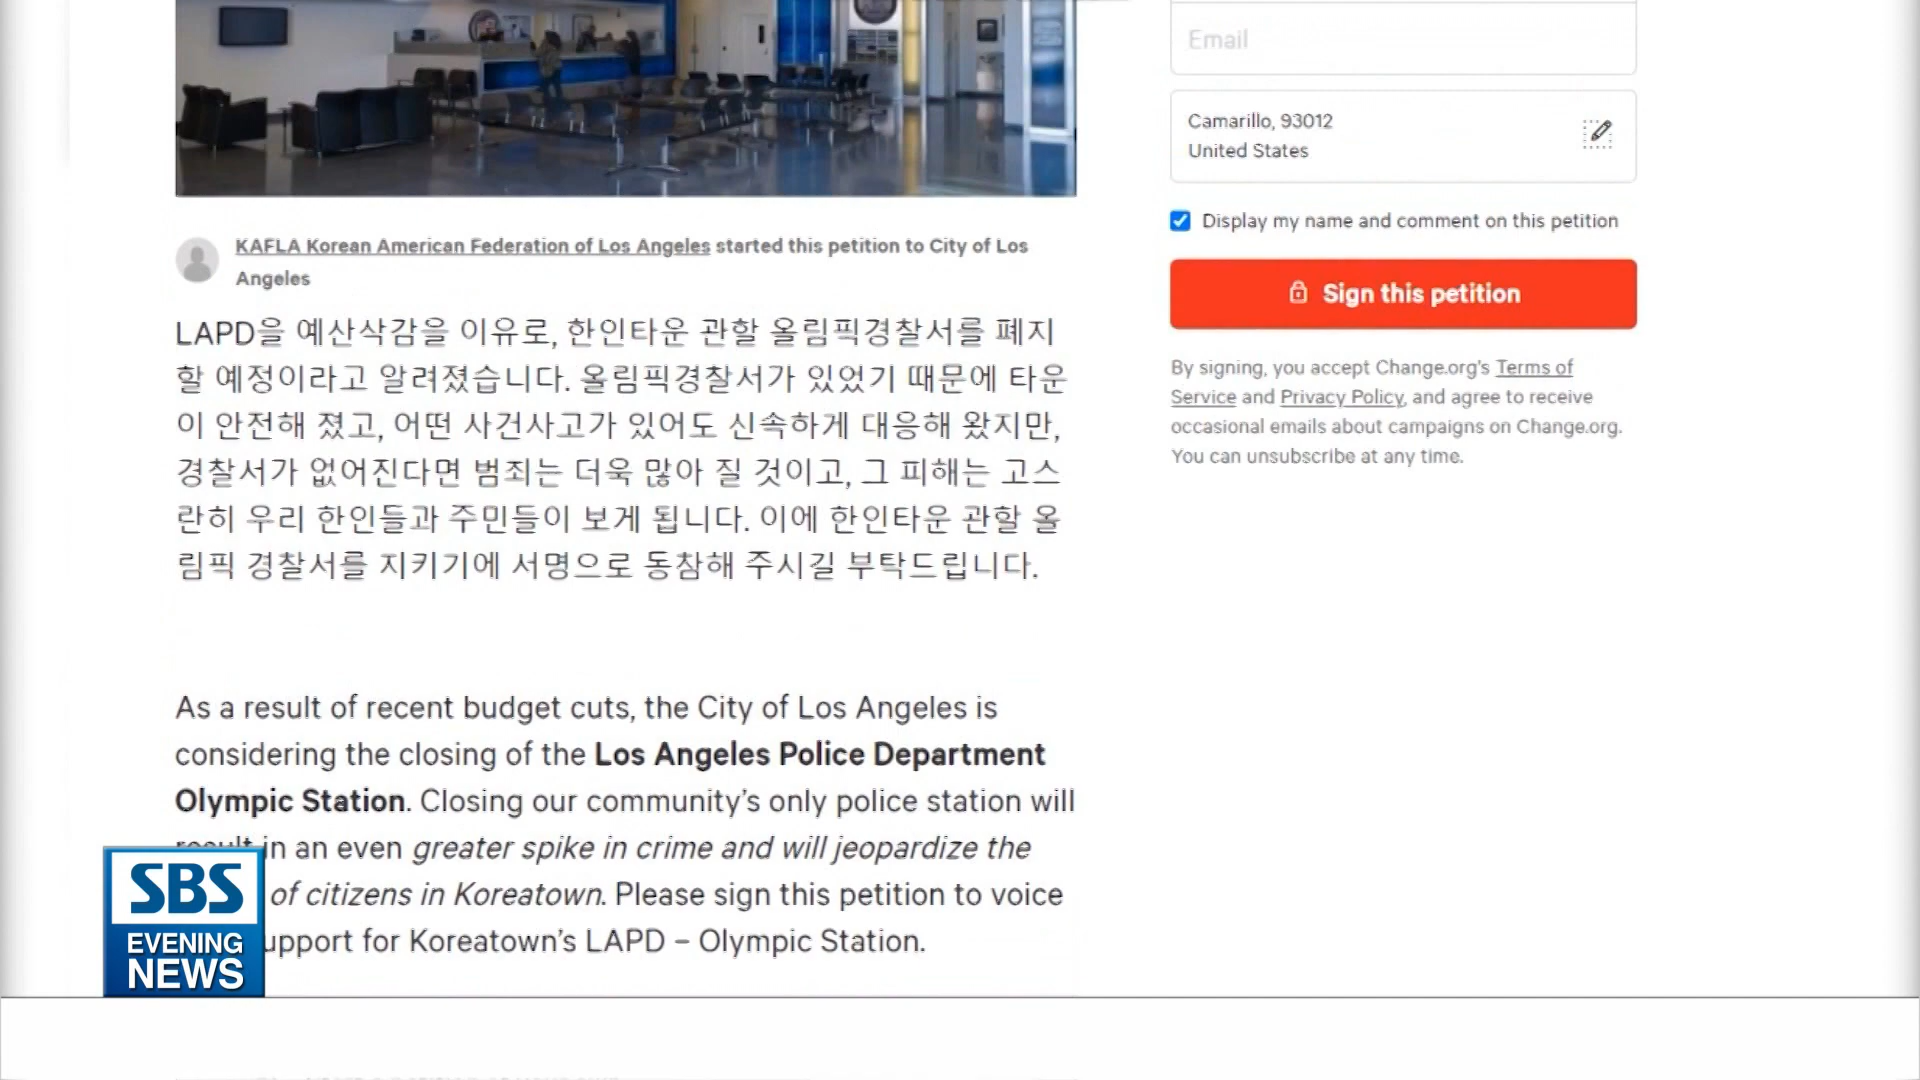 KAFLA Korean American Federation of Los Angeles started this petition to City of Los
Angeles
LAPD을 예산삭감을 이유로, 한인타운 관할 올림픽경찰서를 폐지
할 예정이라고 알려졌습니다. 올림픽경찰서가 있었기 때문에 타운
이 안전해 졌고, 어떤 사건사고가 있어도 신속하게 대응해 왔지만,
경찰서가 없어진다면 범죄는 더욱 많아 질 것이고, 그 피해는 고스
란히 우리 한인들과 주민들이 보게 됩니다. 이에 한인타운 관할 올
림픽 경찰서를 지키기에 서명으로 동참해 주시길 부탁드립니다.
As a result of recent budget cuts, the City of Los Angeles is
considering the closing of the Los Angeles Police Department
Olympic Station. Closing our community's only police station will
result in an even greater spike in crime and will jeopardize the
of citizens in Koreatown. Please sign this petition to voice
upport for Koreatown's LAPD – Olympic Station.
Email
Camarillo, 93012
United States
Display my name and comment on this petition
Sign this petition
By signing, you accept Change.org's Terms of
Service and Privacy Policy, and agree to receive
occasional emails about campaigns on Change.org.
You can unsubscribe at any time.
SBS
EVENING
NEWS